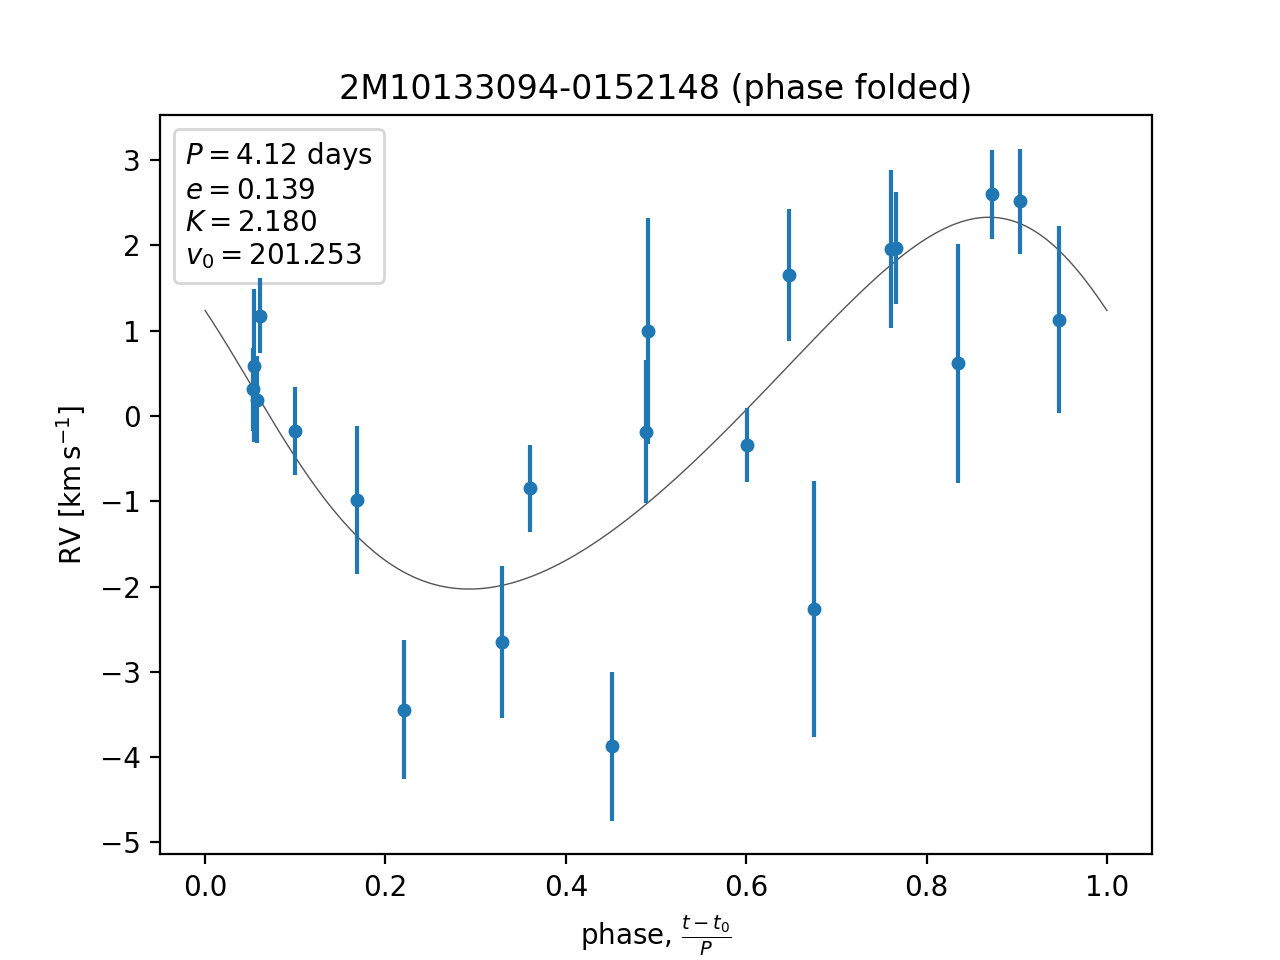 2M10133094-0152148 (phase folded)
P = 4.12 days
e = 0.139
K = 2.180
v₀ = 201.253
3
2
1
0
−1
−2
−3
−4
−5
RV [km s⁻¹]
0.0 0.2 0.4 0.6 0.8 1.0
phase, (t − t₀)/P